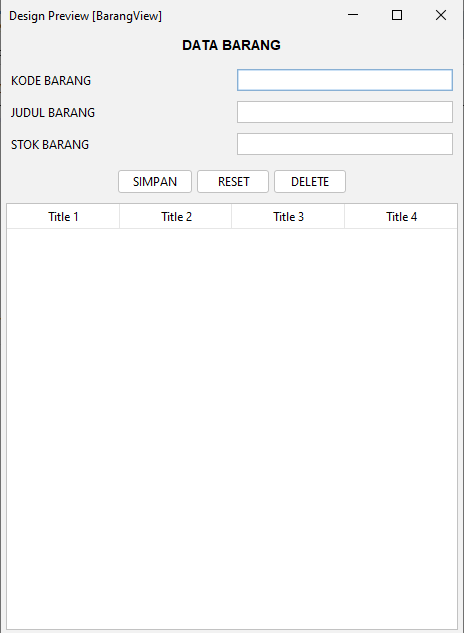 Design Preview [BarangView]
DATA BARANG
KODE BARANG
JUDUL BARANG
STOK BARANG
SIMPAN RESET DELETE
Title 1 Title 2 Title 3 Title 4